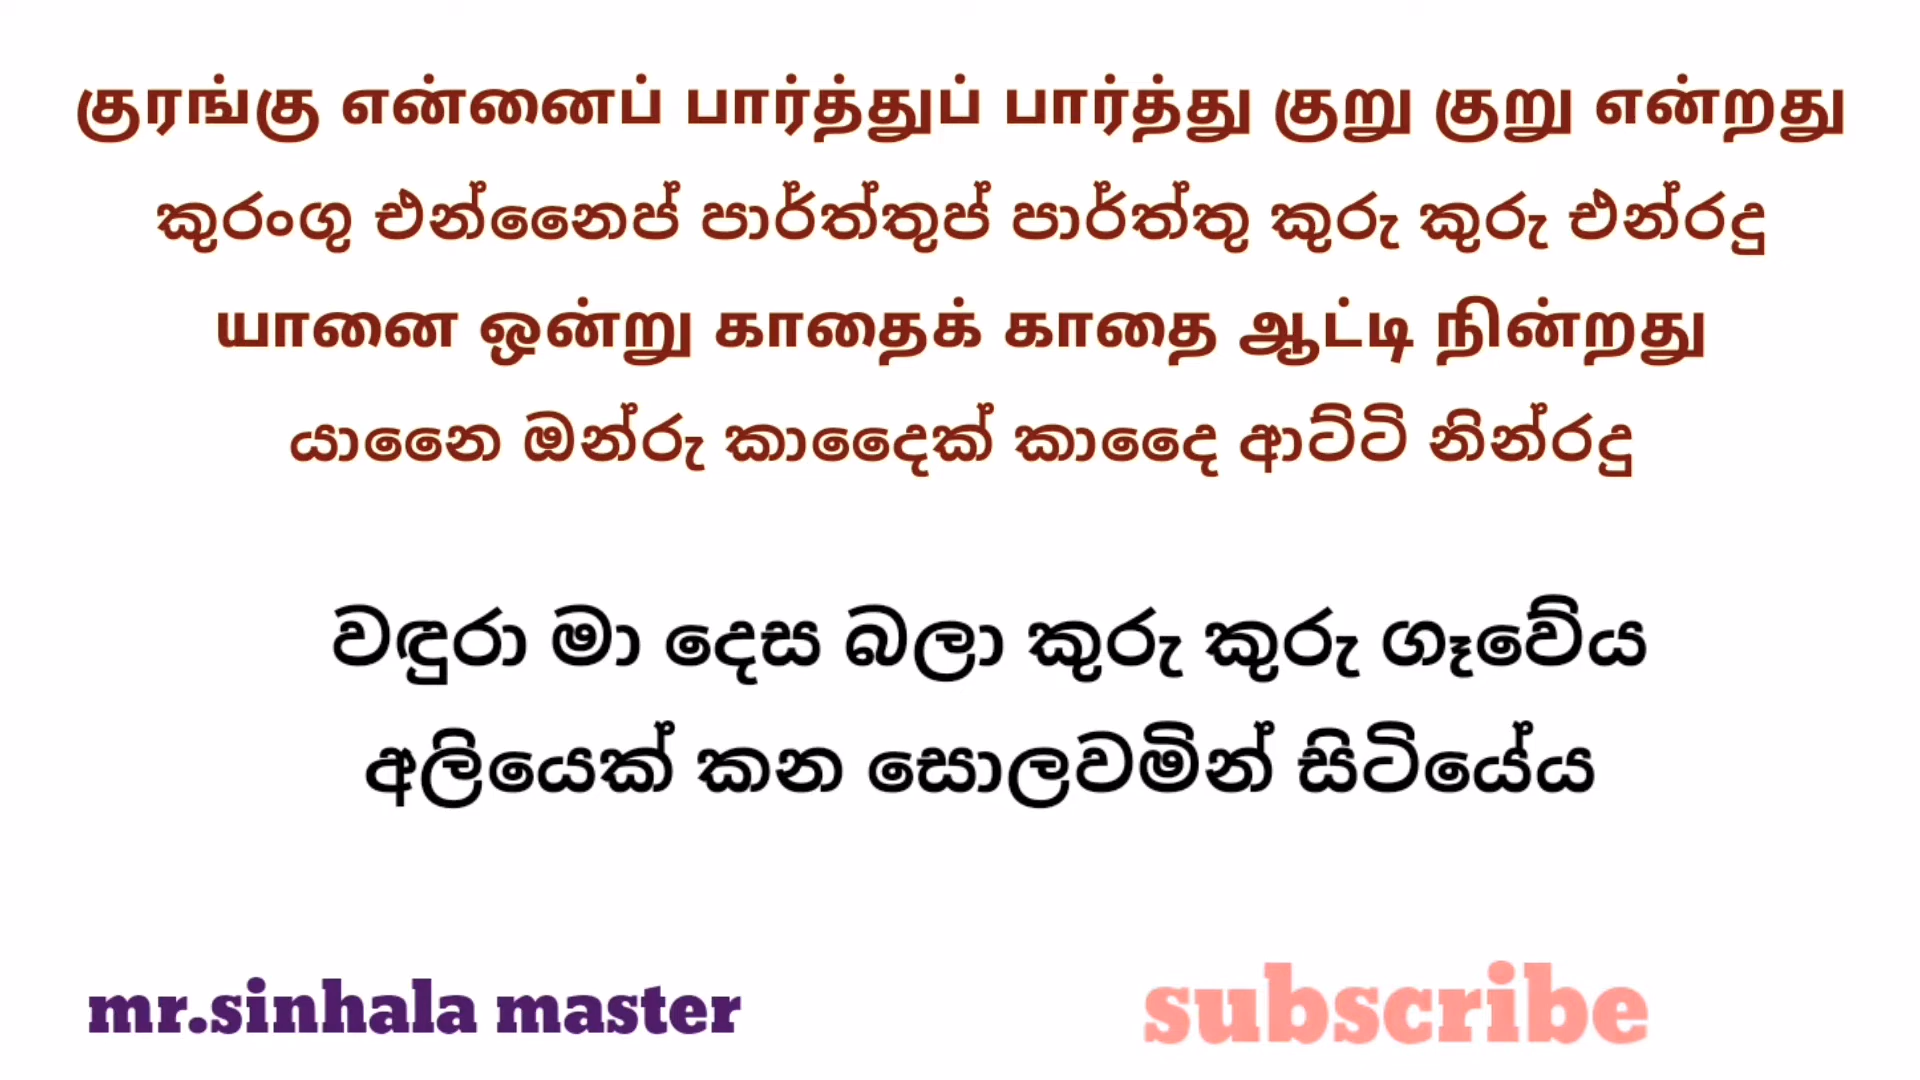 குரங்கு என்னைப் பார்த்துப் பார்த்து குறு குறு என்றது
කුරංගු එන්නෛප් පාර්ත්තුප් පාර්ත්තු කුරු කුරු එන්රදු
யானை ஒன்று காதைக் காதை ஆட்டி நின்றது
යානෛ ඔන්රු කාදෛක් කාදෛ ආට්ටි නින්රදු
වඳුරා මා දෙස බලා කුරු කුරු ගෑවේය
අලියෙක් කන සොලවමින් සිටියේය
mr.sinhala master
subscribe